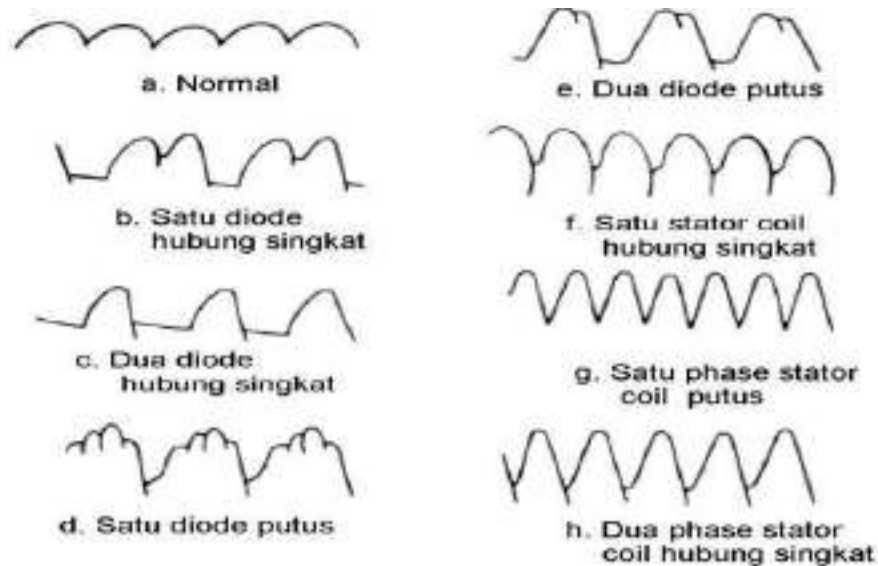 a. Normal
b. Satu diode
hubung singkat
c. Dua diode
hubung singkat
d. Satu diode putus
e. Dua diode putus
f. Satu stator coil
hubung singkat
g. Satu phase stator
coil putus
h. Dua phase stator
coil hubung singkat